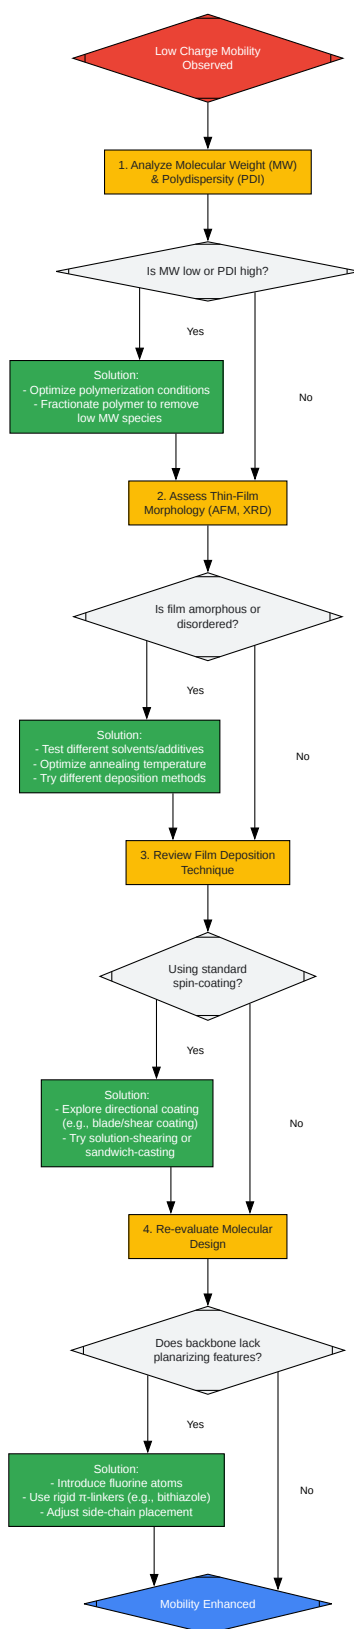 Low Charge Mobility
Observed
1. Analyze Molecular Weight (MW)
& Polydispersity (PDI)
Is MW low or PDI high?
Yes
No
Solution:
- Optimize polymerization conditions
- Fractionate polymer to remove
low MW species
2. Assess Thin-Film
Morphology (AFM, XRD)
Is film amorphous or
disordered?
Yes
No
Solution:
- Test different solvents/additives
- Optimize annealing temperature
- Try different deposition methods
3. Review Film Deposition
Technique
Using standard
spin-coating?
Yes
No
Solution:
- Explore directional coating
(e.g., blade/shear coating)
- Try solution-shearing or
sandwich-casting
4. Re-evaluate Molecular
Design
Does backbone lack
planarizing features?
Yes
No
Solution:
- Introduce fluorine atoms
- Use rigid π-linkers (e.g., bithiazole)
- Adjust side-chain placement
Mobility Enhanced